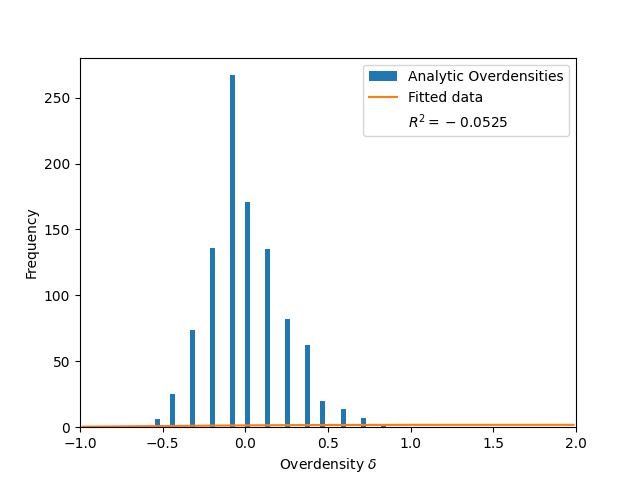 Analytic Overdensities
Fitted data
R² = − 0.0525
Frequency
250
200
150
100
50
0
−1.0 −0.5 0.0 0.5 1.0 1.5 2.0
Overdensity δ